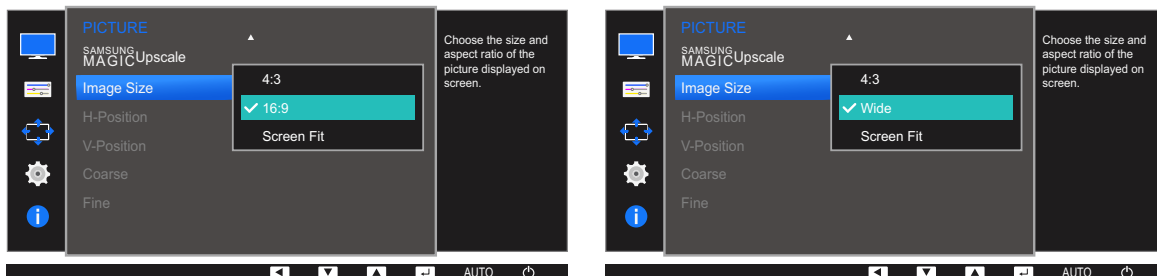 PICTURE
SAMSUNG
MAGIC Upscale
Image Size
H-Position
V-Position
Coarse
Fine
4:3
16:9
Screen Fit
Choose the size and
aspect ratio of the
picture displayed on
screen.
AUTO
PICTURE
SAMSUNG
MAGIC Upscale
Image Size
H-Position
V-Position
Coarse
Fine
4:3
Wide
Screen Fit
Choose the size and
aspect ratio of the
picture displayed on
screen.
AUTO